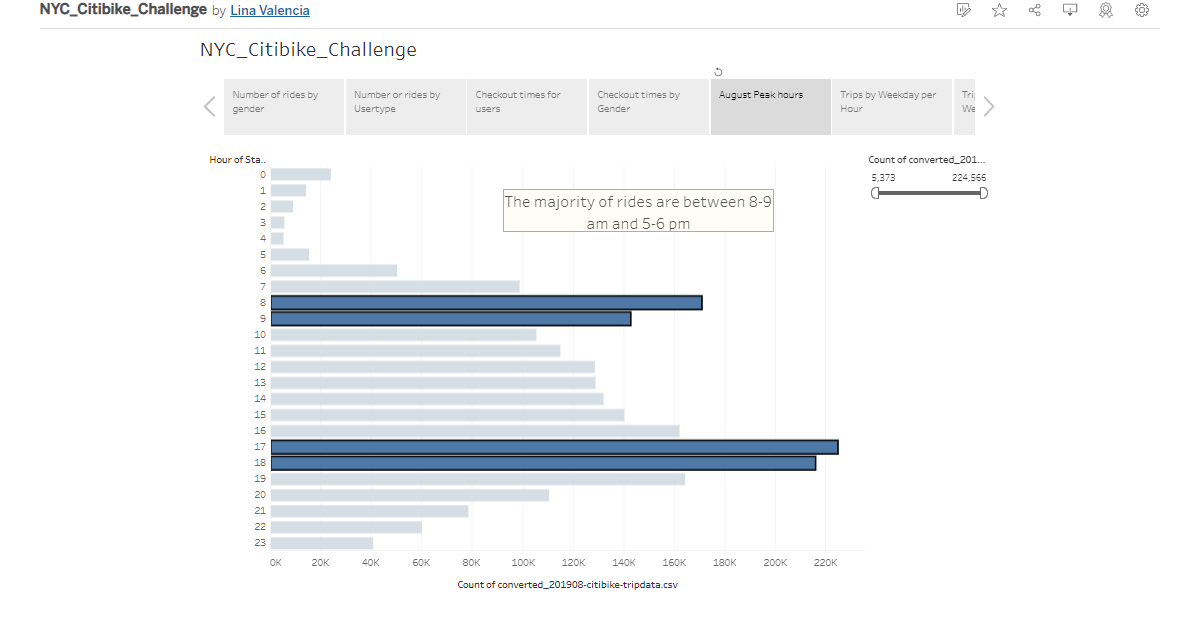 NYC_Citibike_Challenge by Lina Valencia
NYC_Citibike_Challenge
Number of rides by
gender
Number or rides by
Usertype
Checkout times for
users
Checkout times by
Gender
August Peak hours
Trips by Weekday per
Hour
Hour of Sta..
Count of converted_201...
5,373
224,566
The majority of rides are between 8-9
am and 5-6 pm
0
1
2
3
4
5
6
7
8
9
10
11
12
13
14
15
16
17
18
19
20
21
22
23
0K 20K 40K 60K 80K 100K 120K 140K 160K 180K 200K 220K
Count of converted_201908-citibike-tripdata.csv